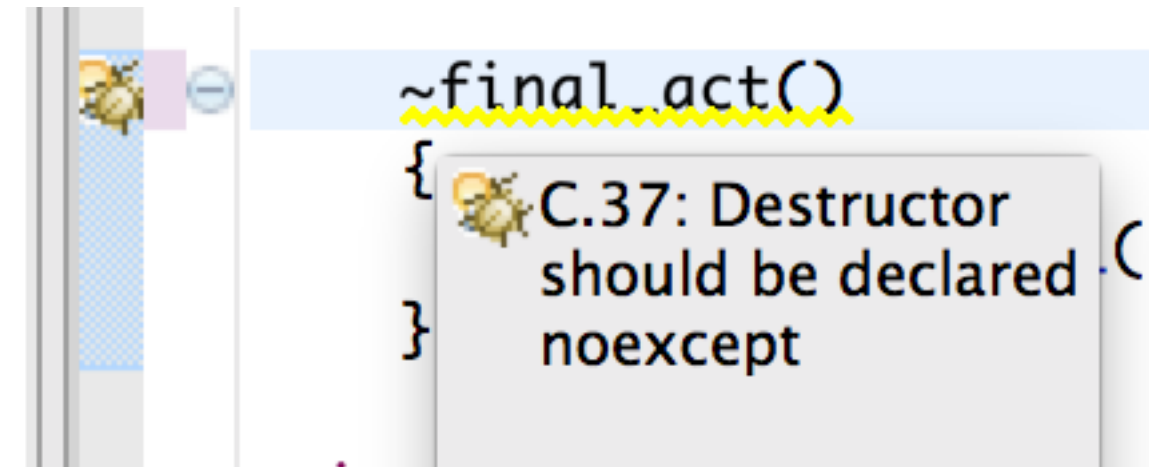 ~final_act()
{
C.37: Destructor
should be declared
noexcept
(
}